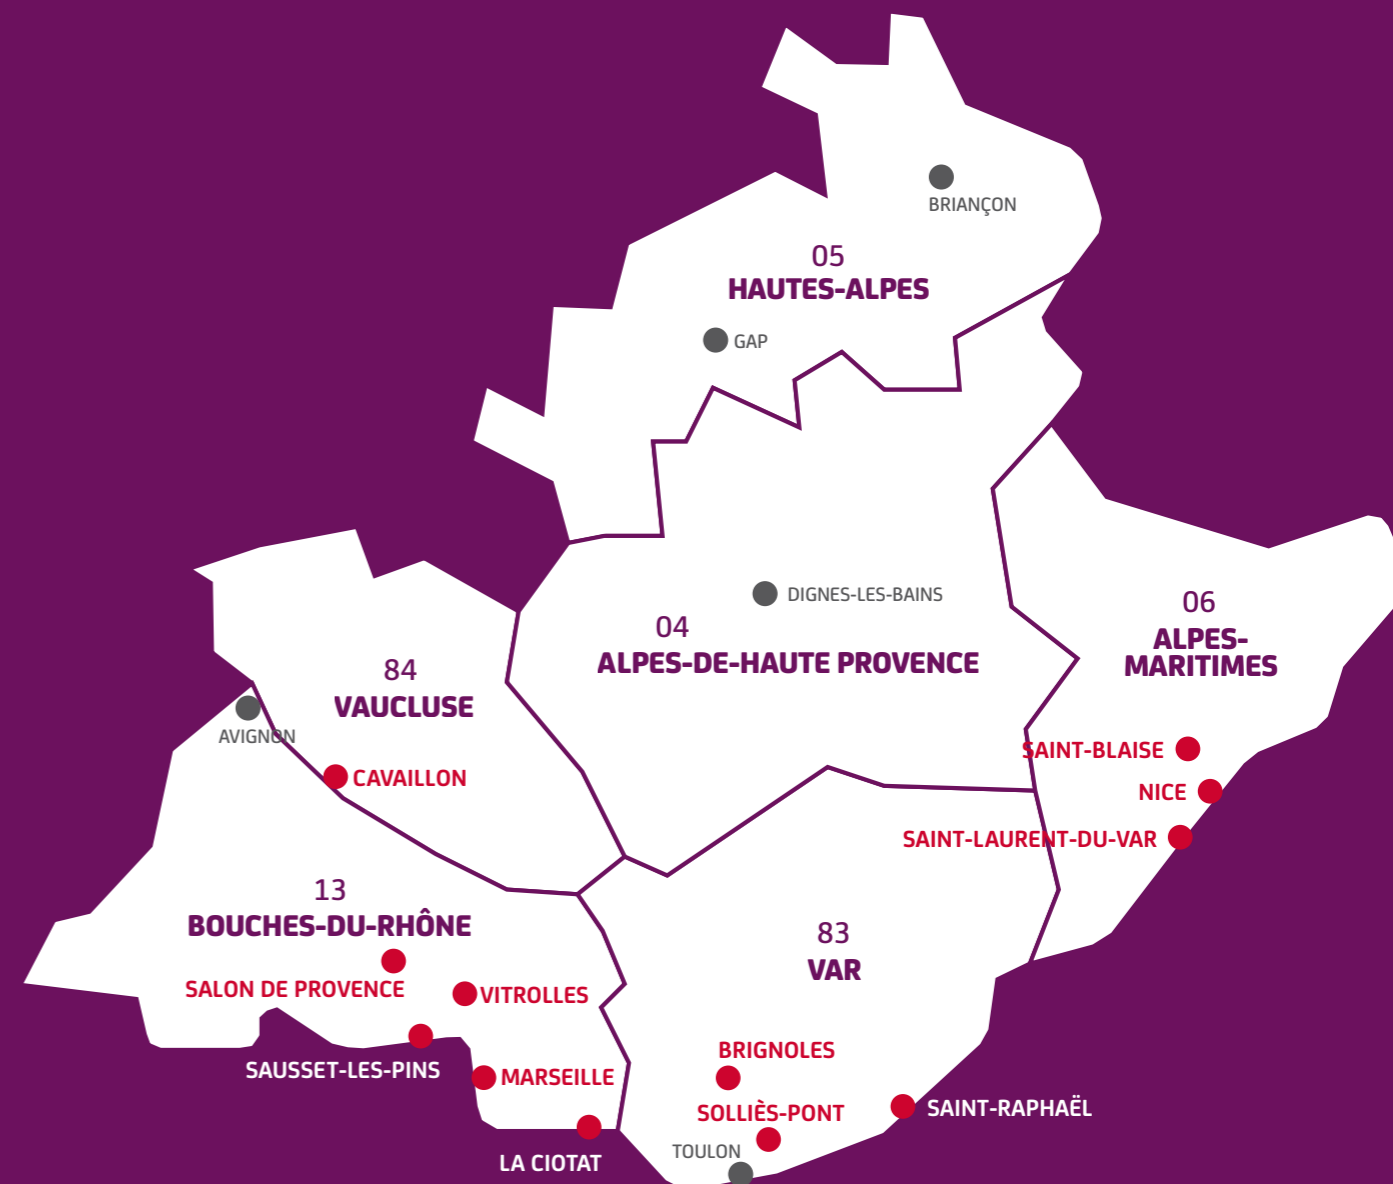 BRIANÇON
05
HAUTES-ALPES
GAP
DIGNES-LES-BAINS
04
ALPES-DE-HAUTE PROVENCE
06
ALPES-
MARITIMES
84
VAUCLUSE
AVIGNON
CAVAILLON
SAINT-BLAISE
NICE
SAINT-LAURENT-DU-VAR
13
BOUCHES-DU-RHÔNE
SALON DE PROVENCE
VITROLLES
SAUSSET-LES-PINS
MARSEILLE
LA CIOTAT
83
VAR
BRIGNOLES
SOLLIÈS-PONT
SAINT-RAPHAËL
TOULON